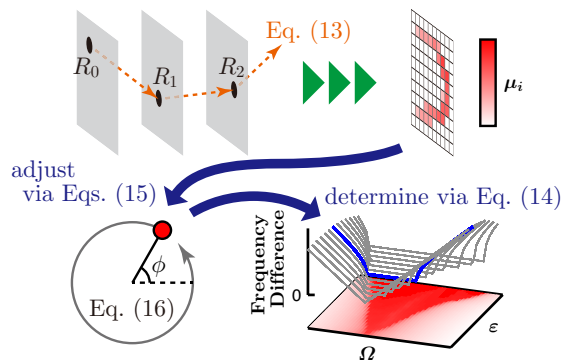 Eq. (13)
R0
R1
R2
μi
adjust
via Eqs. (15)
determine via Eq. (14)
ϕ
Eq. (16)
Frequency
Difference
0
Ω
ε